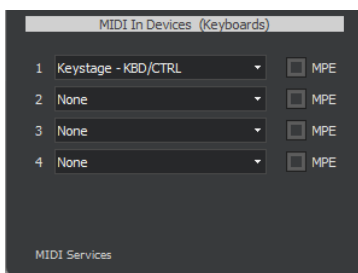 MIDI In Devices (Keyboards)
1 Keystage - KBD/CTRL MPE
2 None MPE
3 None MPE
4 None MPE
MIDI Services